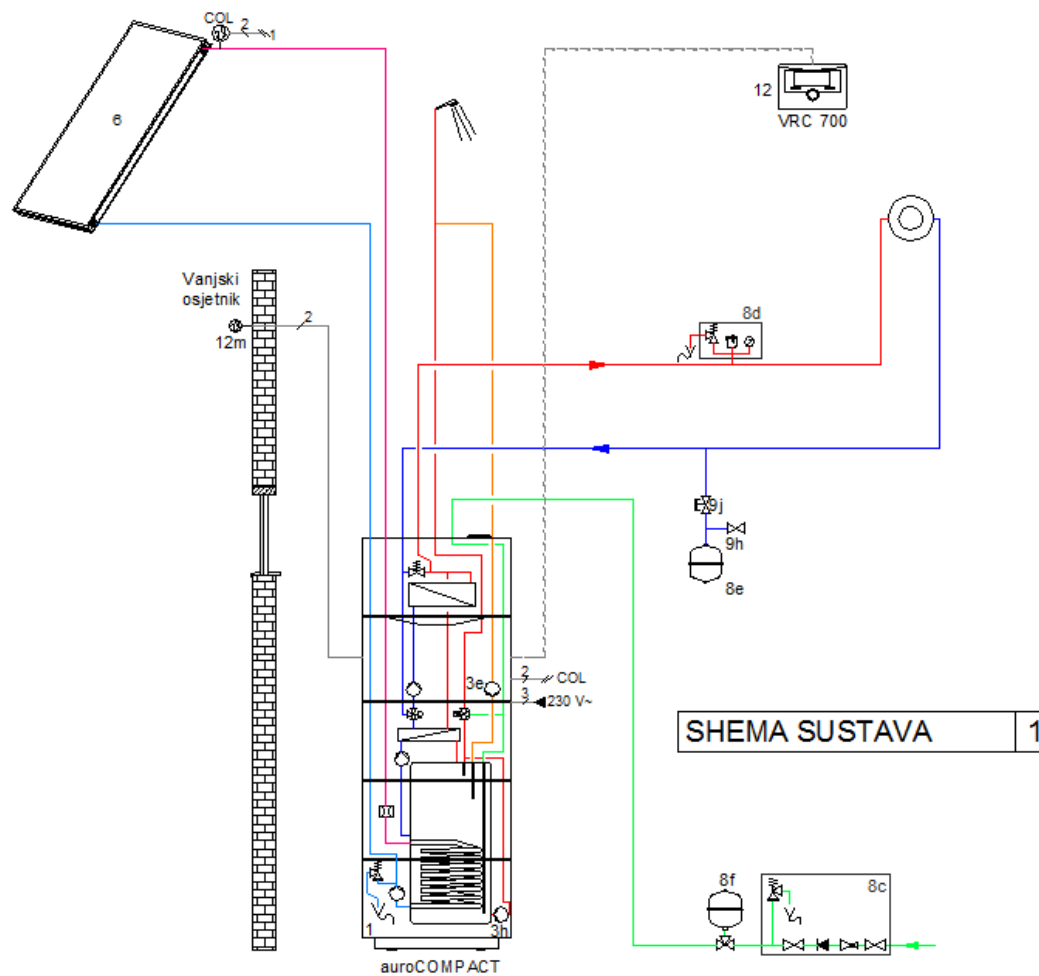 COL 2 1
6
12
VRC 700
Vanjski
osjetnik
2
12m
8d
9j
9h
8e
3e
2 COL
3 230 V~
SHEMA SUSTAVA 1
8f
8c
1
3h
auroCOMPACT